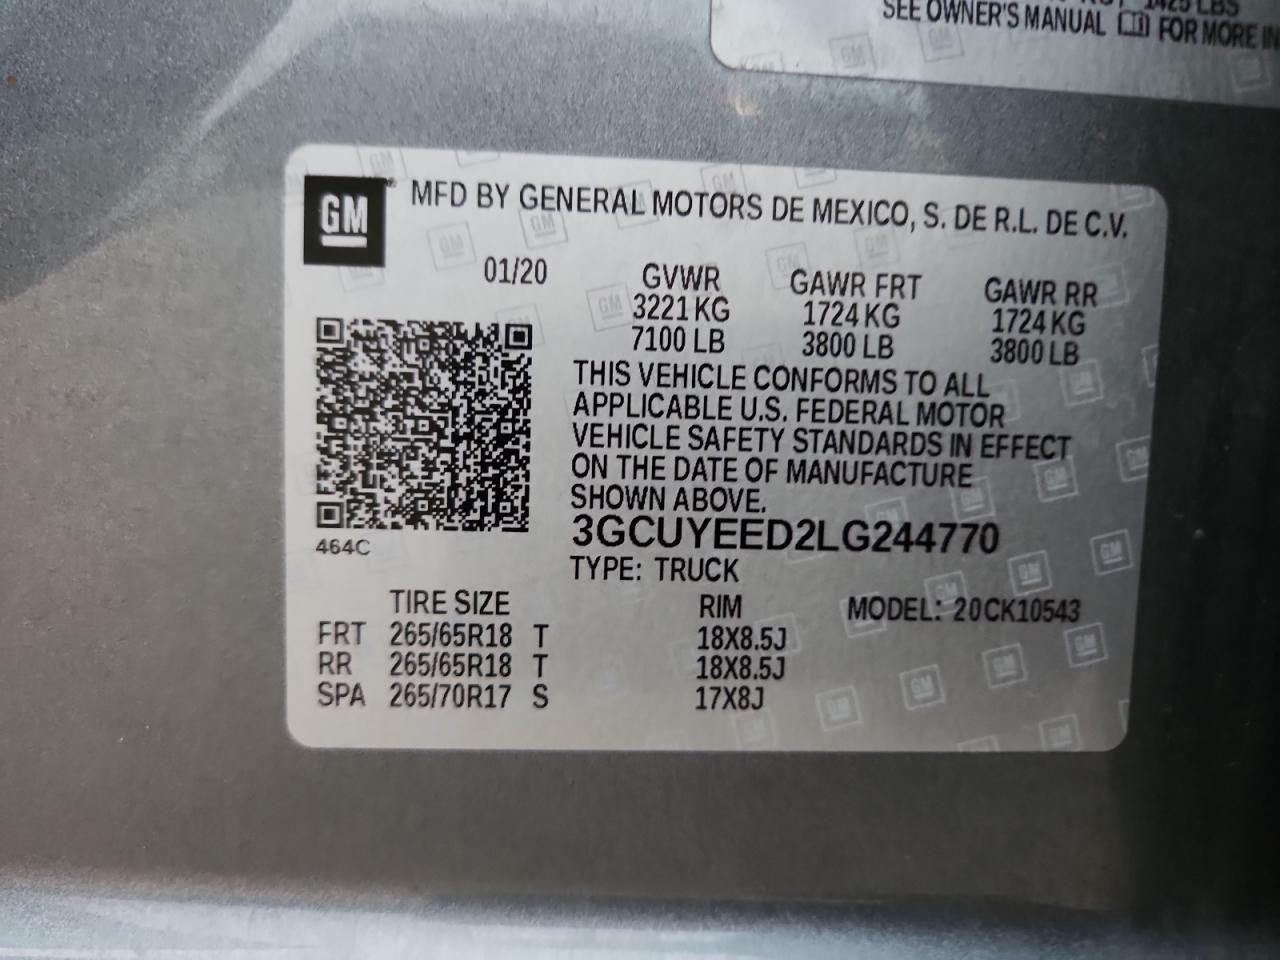 1425 LBS
SEE OWNER'S MANUAL FOR MORE
GM MFD BY GENERAL MOTORS DE MEXICO, S. DE R.L. DE C.V.
01/20 GVWR GAWR FRT GAWR RR
3221 KG 1724 KG 1724 KG
7100 LB 3800 LB 3800 LB
THIS VEHICLE CONFORMS TO ALL
APPLICABLE U.S. FEDERAL MOTOR
VEHICLE SAFETY STANDARDS IN EFFECT
ON THE DATE OF MANUFACTURE
SHOWN ABOVE.
3GCUYEED2LG244770
464C
TYPE: TRUCK
TIRE SIZE RIM MODEL: 20CK10543
FRT 265/65R18 T 18X8.5J
RR 265/65R18 T 18X8.5J
SPA 265/70R17 S 17X8J